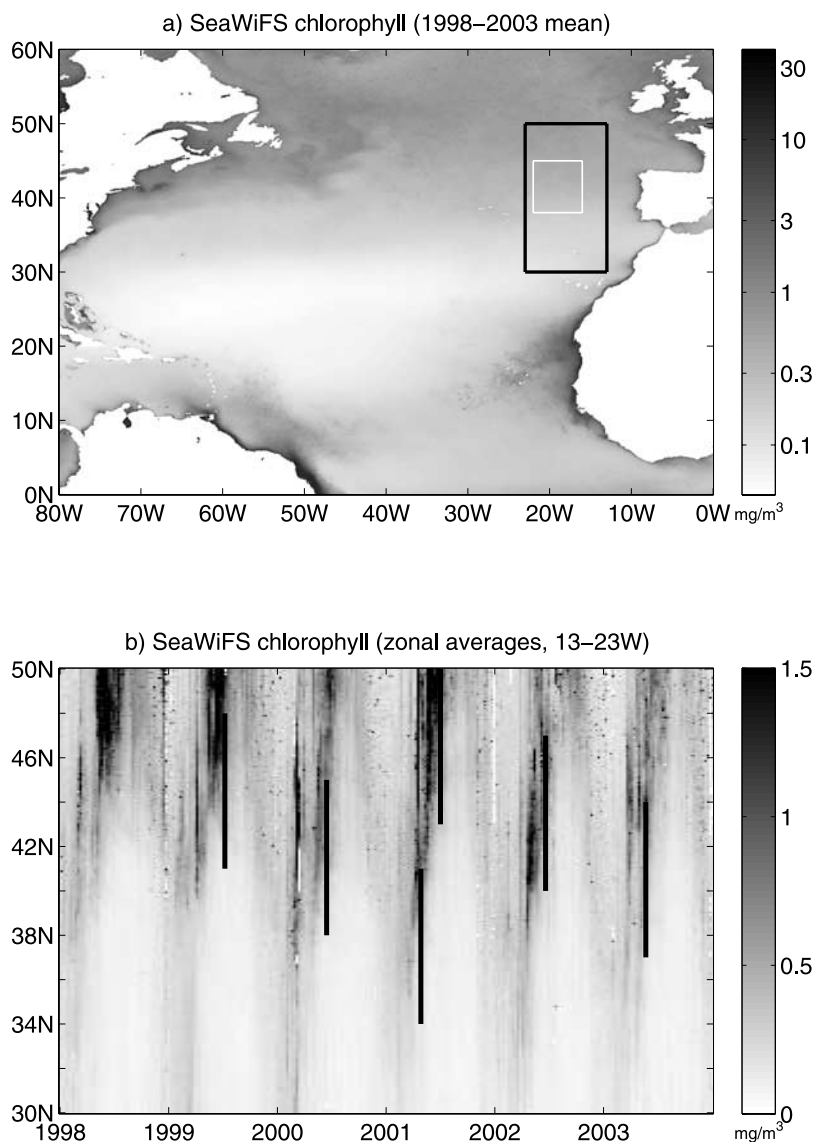 a) SeaWiFS chlorophyll (1998–2003 mean)
60N
50N
40N
30N
20N
10N
0N
80W 70W 60W 50W 40W 30W 20W 10W 0W
30
10
3
1
0.3
0.1
mg/m³
b) SeaWiFS chlorophyll (zonal averages, 13–23W)
50N
46N
42N
38N
34N
30N
1998 1999 2000 2001 2002 2003
1.5
1
0.5
0
mg/m³